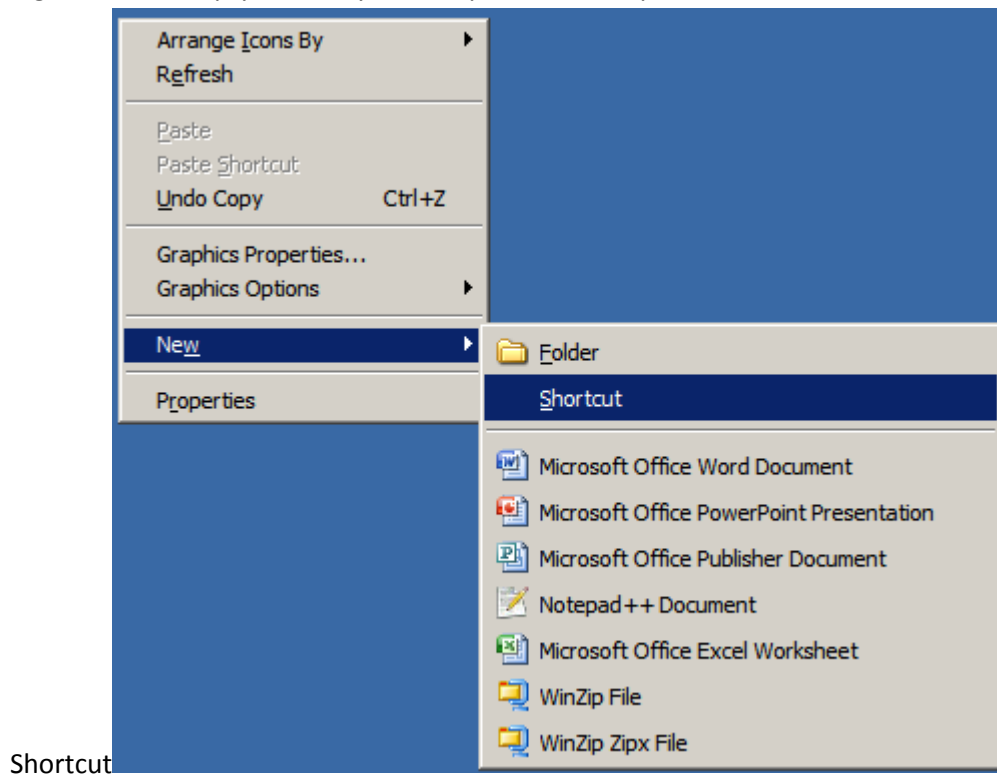 Arrange Icons By
Refresh
Paste
Paste Shortcut
Undo Copy Ctrl+Z
Graphics Properties...
Graphics Options
New
Properties
Folder
Shortcut
Microsoft Office Word Document
Microsoft Office PowerPoint Presentation
Microsoft Office Publisher Document
Notepad++ Document
Microsoft Office Excel Worksheet
WinZip File
WinZip Zipx File
Shortcut